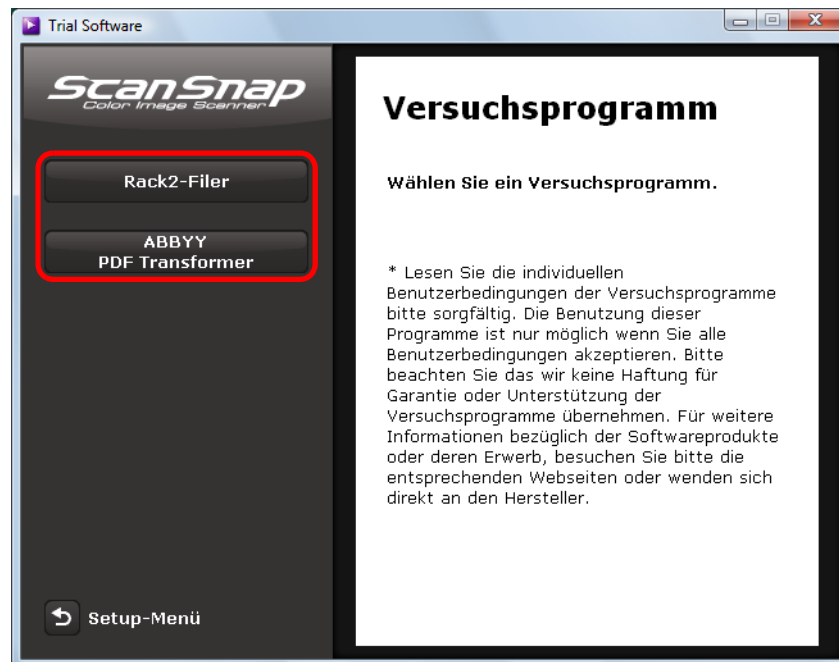 Trial Software
ScanSnap
Color Image Scanner
Rack2-Filer
ABBYY
PDF Transformer
Setup-Menü
Versuchsprogramm
Wählen Sie ein Versuchsprogramm.
* Lesen Sie die individuellen
Benutzerbedingungen der Versuchsprogramme
bitte sorgfältig. Die Benutzung dieser
Programme ist nur möglich wenn Sie alle
Benutzerbedingungen akzeptieren. Bitte
beachten Sie das wir keine Haftung für
Garantie oder Unterstützung der
Versuchsprogramme übernehmen. Für weitere
Informationen bezüglich der Softwareprodukte
oder deren Erwerb, besuchen Sie bitte die
entsprechenden Webseiten oder wenden sich
direkt an den Hersteller.